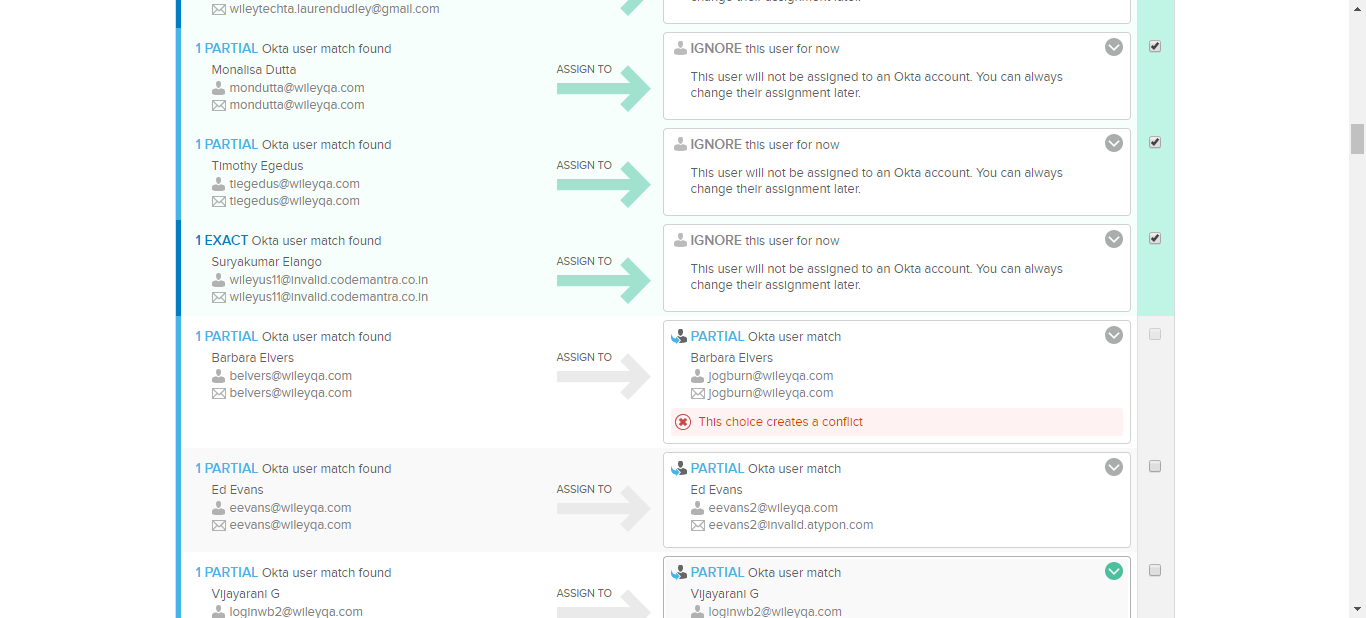 wileytechta.laurendudley@gmail.com
change their assignment later.
1 PARTIAL Okta user match found
Monalisa Dutta
mondutta@wileyqa.com
mondutta@wileyqa.com
ASSIGN TO
IGNORE this user for now
This user will not be assigned to an Okta account. You can always
change their assignment later.
1 PARTIAL Okta user match found
Timothy Egedus
tiegedus@wileyqa.com
tiegedus@wileyqa.com
ASSIGN TO
IGNORE this user for now
This user will not be assigned to an Okta account. You can always
change their assignment later.
1 EXACT Okta user match found
Suryakumar Elango
wileyus11@invalid.codemantra.co.in
wileyus11@invalid.codemantra.co.in
ASSIGN TO
IGNORE this user for now
This user will not be assigned to an Okta account. You can always
change their assignment later.
1 PARTIAL Okta user match found
Barbara Elvers
belvers@wileyqa.com
belvers@wileyqa.com
ASSIGN TO
PARTIAL Okta user match
Barbara Elvers
jogburn@wileyqa.com
jogburn@wileyqa.com
This choice creates a conflict
1 PARTIAL Okta user match found
Ed Evans
eevans@wileyqa.com
eevans@wileyqa.com
ASSIGN TO
PARTIAL Okta user match
Ed Evans
eevans2@wileyqa.com
eevans2@invalid.atypon.com
1 PARTIAL Okta user match found
Vijayarani G
loginwb2@wileyqa.com
ASSIGN TO
PARTIAL Okta user match
Vijayarani G
loginwb2@wileyqa.com